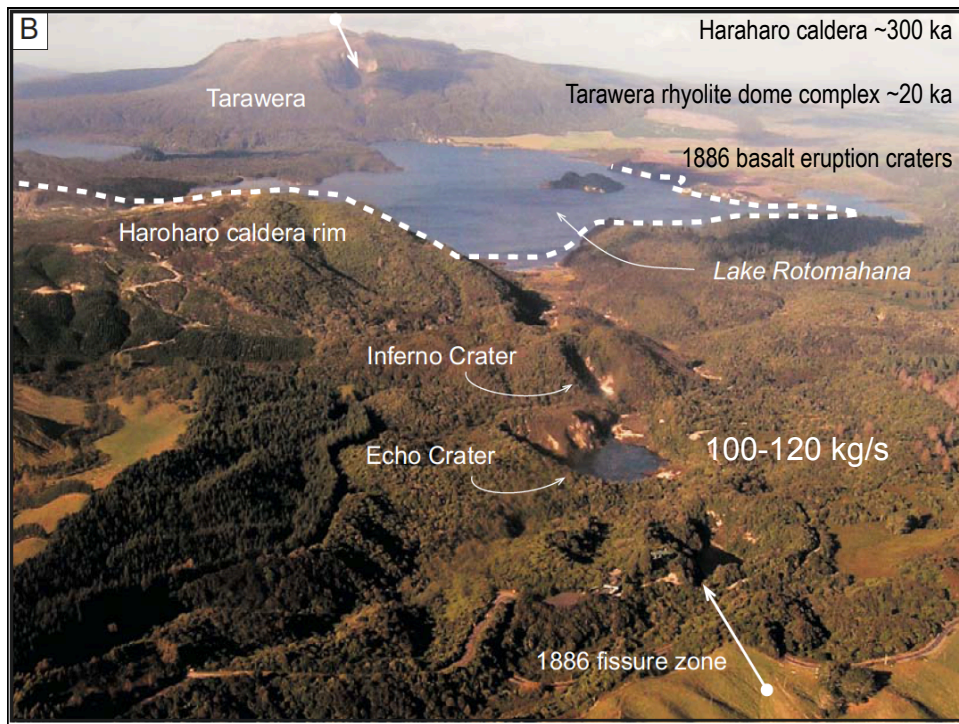 B
Haraharo caldera ~300 ka
Tarawera rhyolite dome complex ~20 ka
1886 basalt eruption craters
Tarawera
Haroharo caldera rim
Lake Rotomahana
Inferno Crater
Echo Crater
100-120 kg/s
1886 fissure zone